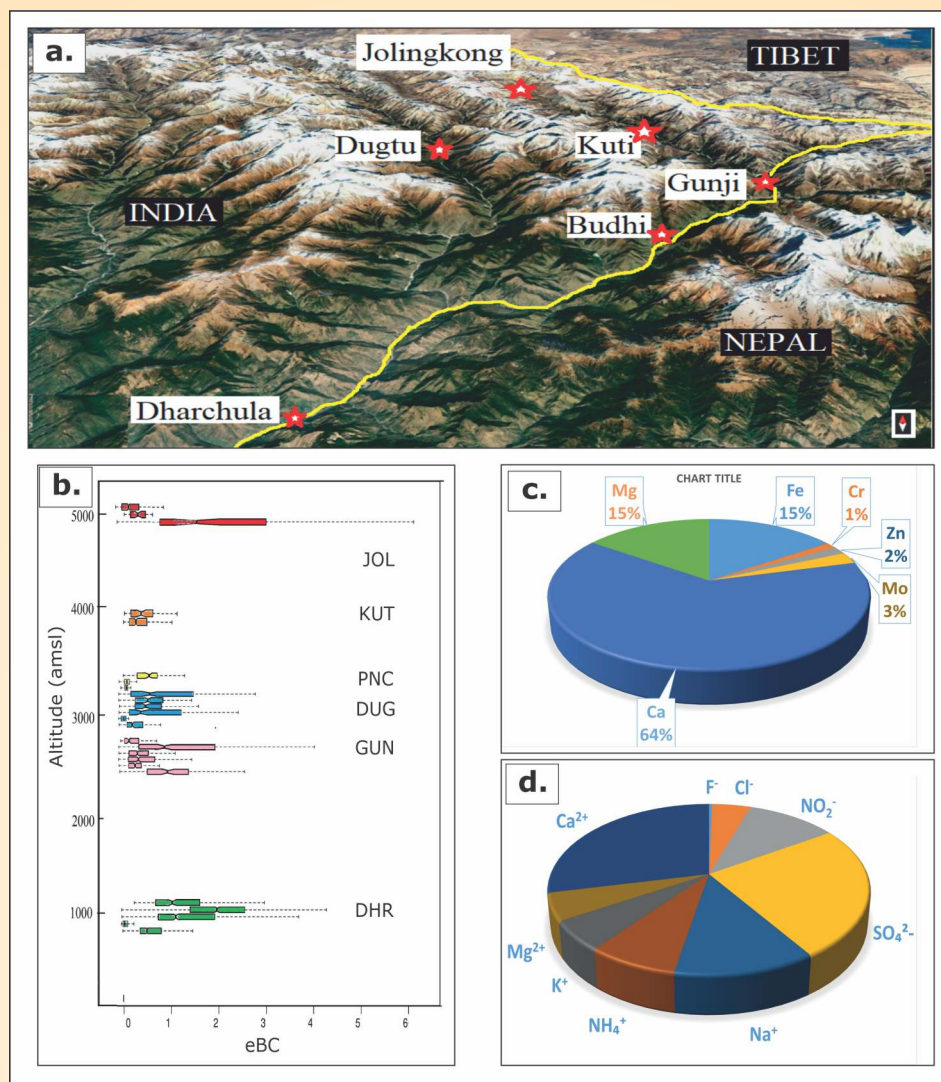 a.
Jolingkong
TIBET
Dugtu
Kuti
Gunji
INDIA
Budhi
NEPAL
Dharchula
b.
Altitude (amsl)
5000
4000
3000
2000
1000
JOL
KUT
PNC
DUG
GUN
DHR
0 1 2 3 4 5 6
eBC
c.
CHART TITLE
Mg
15%
Fe
15%
Cr
1%
Zn
2%
Mo
3%
Ca
64%
d.
F⁻
Cl⁻
NO₂⁻
Ca²⁺
SO₄²-
Mg²⁺
K⁺
NH₄⁺
Na⁺